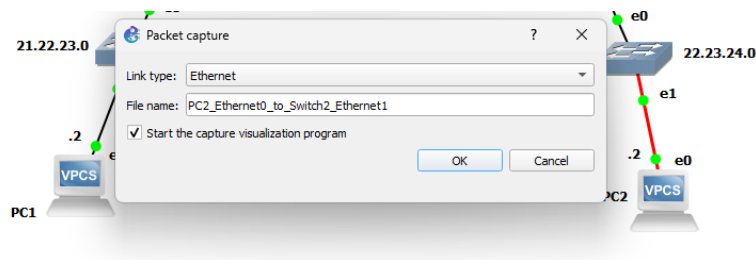 e0
Packet capture
?
21.22.23.0
22.23.24.0
Link type:
Ethernet
e1
File name:
PC2_Ethernet0_to_Switch2_Ethernet1
Start the capture visualization program
.2
OK
Cancel
.2
e0
VPCS
VPCS
PC1